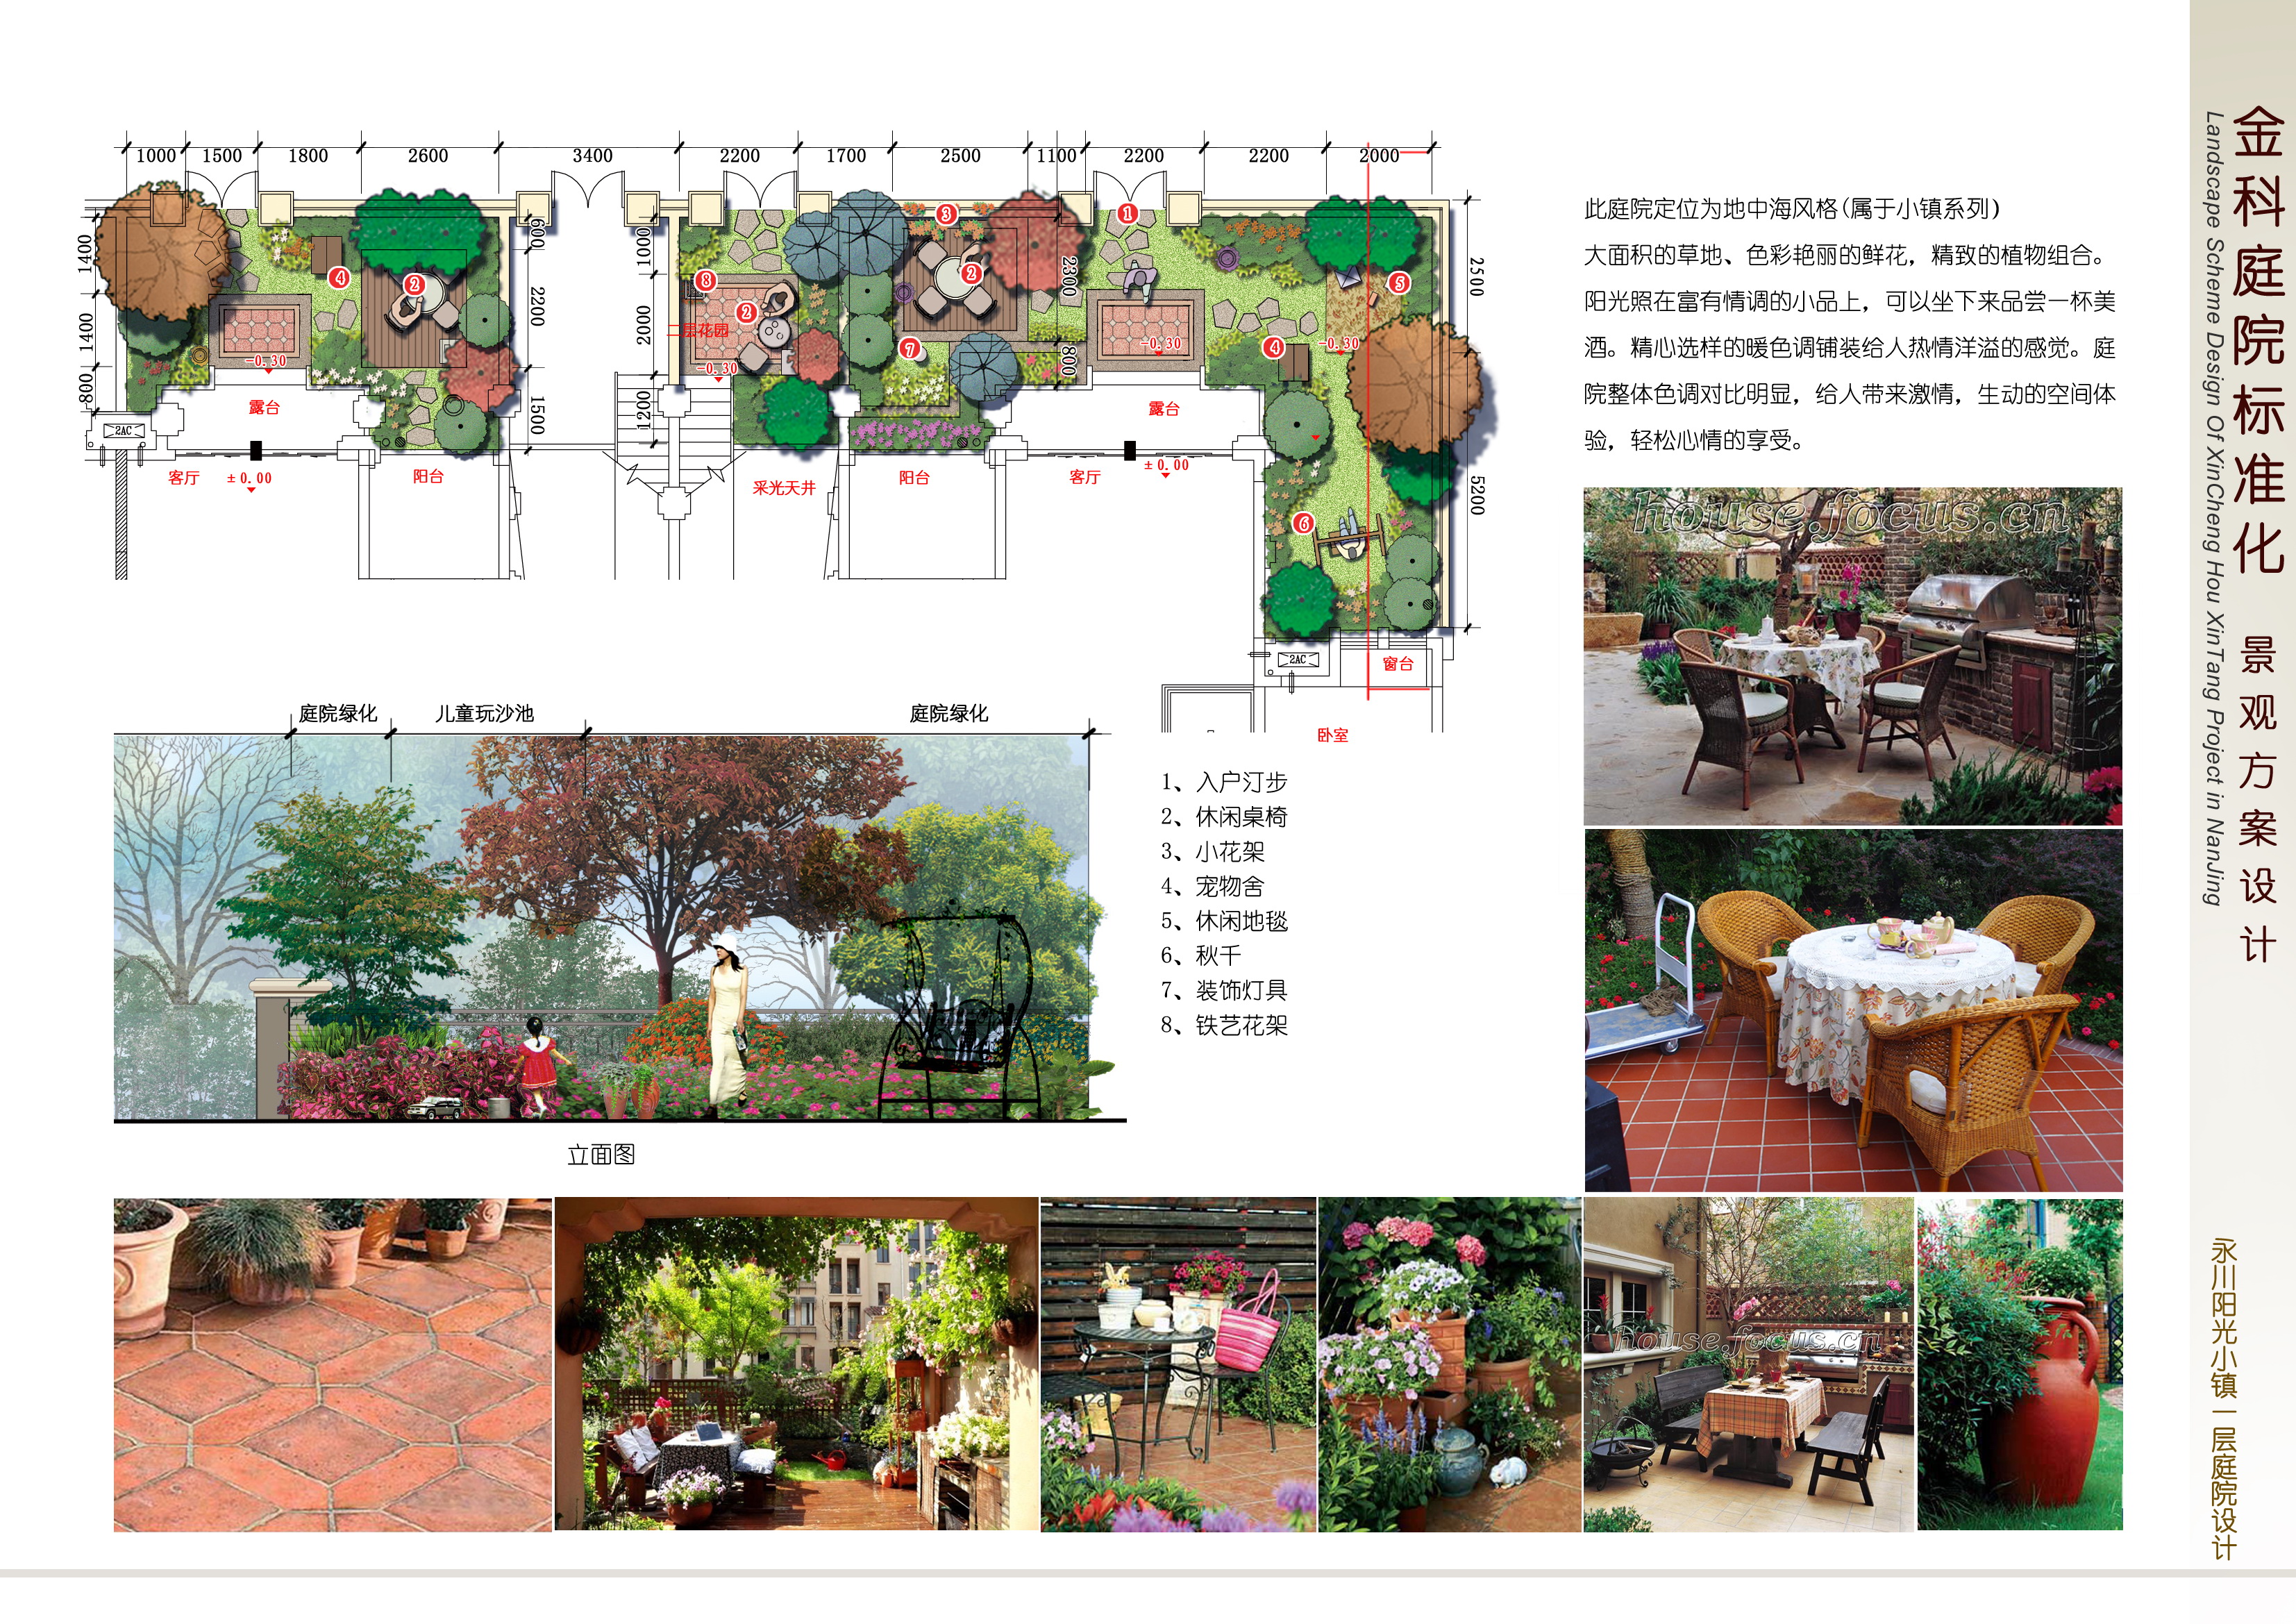 1000 1500 1800 2600 3400 2200 1700 2500 1100 2200 2200 2000
1400
1400
800
600
2200
1500
1000
2000
1200
2300
800
2500
5200
1
2
2
2
3
4
4
5
6
7
8
二层花园
-0.30
-0.30
-0.30
-0.30
露台
露台
2AC
客厅
±0.00
阳台
采光天井
阳台
客厅
±0.00
2AC
窗台
卧室
此庭院定位为地中海风格(属于小镇系列)
大面积的草地、色彩艳丽的鲜花，精致的植物组合。
阳光照在富有情调的小品上，可以坐下来品尝一杯美
酒。精心选样的暖色调铺装给人热情洋溢的感觉。庭
院整体色调对比明显，给人带来激情，生动的空间体
验，轻松心情的享受。
庭院绿化
儿童玩沙池
庭院绿化
立面图
1、入户汀步
2、休闲桌椅
3、小花架
4、宠物舍
5、休闲地毯
6、秋千
7、装饰灯具
8、铁艺花架
house.focus.cn
house.focus.cn
金科庭院标准化 景观方案设计
Landscape Scheme Design Of XinCheng Hou XinTang Project in NanJing
永川阳光小镇一层庭院设计